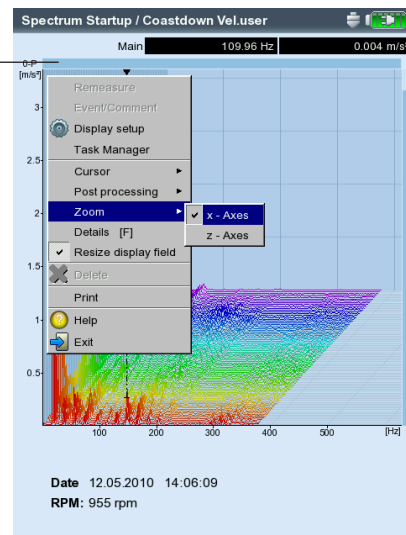 Spectrum Startup / Coastdown Vel.user
Main 109.96 Hz 0.004 m/s²
0-P
[m/s²]
Remeasure
Event/Comment
3
Display setup
Task Manager
2.5
Cursor
Post processing
2
Zoom
x - Axes
Details [F]
z - Axes
Resize display field
1.5
Delete
Print
1
Help
Exit
0.5
100 200 300 400 500 [Hz]
Date 12.05.2010 14:06:09
RPM: 955 rpm